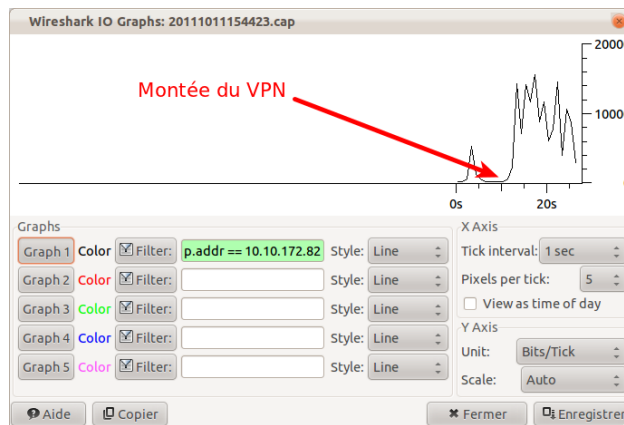 Wireshark IO Graphs: 20111011154423.cap
2000
Montée du VPN
1000
0
0s 20s
Graphs
Graph 1 Color Filter: p.addr == 10.10.172.82 Style: Line
Graph 2 Color Filter: Style: Line
Graph 3 Color Filter: Style: Line
Graph 4 Color Filter: Style: Line
Graph 5 Color Filter: Style: Line
X Axis
Tick interval: 1 sec
Pixels per tick: 5
View as time of day
Y Axis
Unit: Bits/Tick
Scale: Auto
Aide Copier Fermer Enregistrer